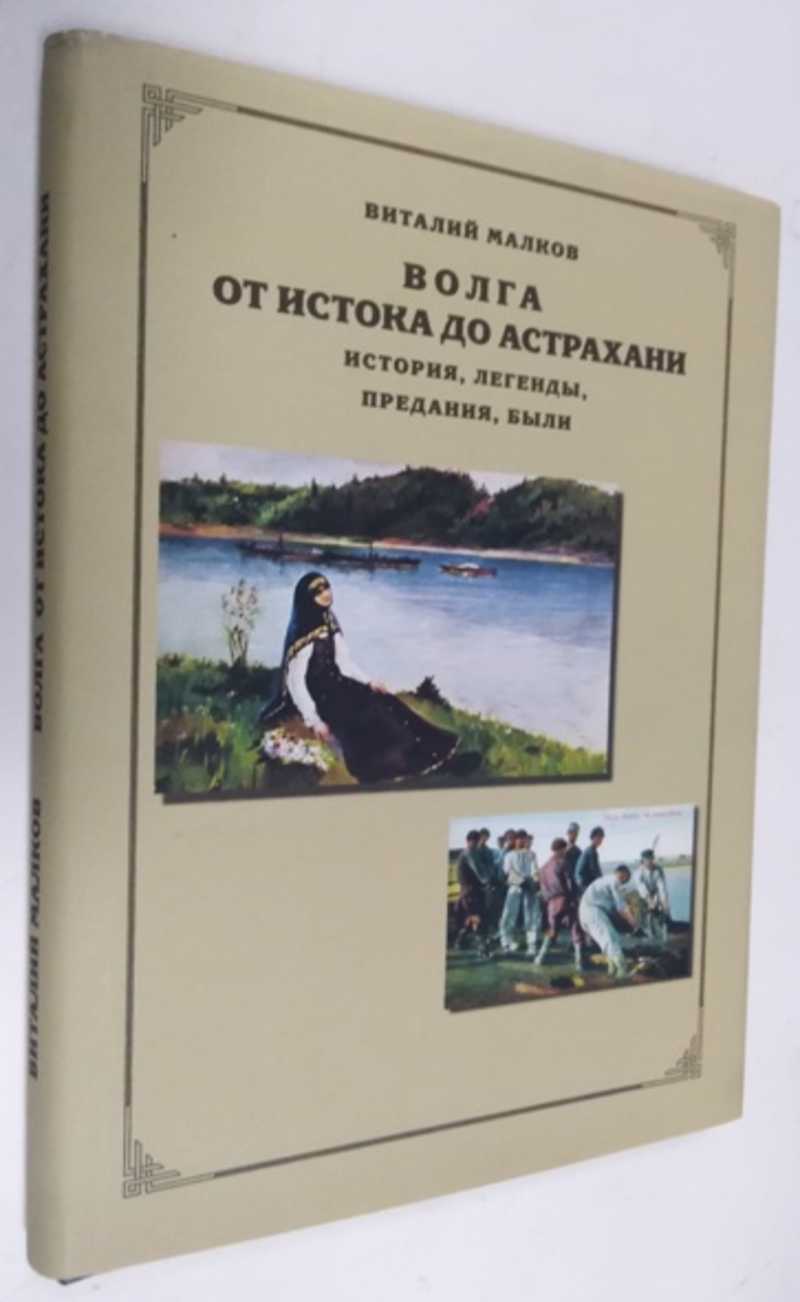 ВИТАЛИЙ МАЛКОВ
ВОЛГА
ОТ ИСТОКА ДО АСТРАХАНИ
ИСТОРИЯ, ЛЕГЕНДЫ,
ПРЕДАНИЯ, БЫЛИ
ВИТАЛИЙ МАЛКОВ ВОЛГА ОТ ИСТОКА ДО АСТРАХАНИ